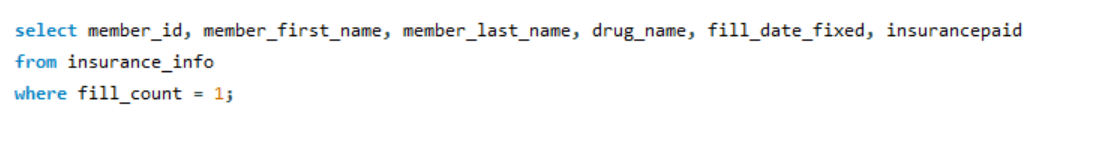 select member_id, member_first_name, member_last_name, drug_name, fill_date_fixed, insurancepaid
from insurance_info
where fill_count = 1;